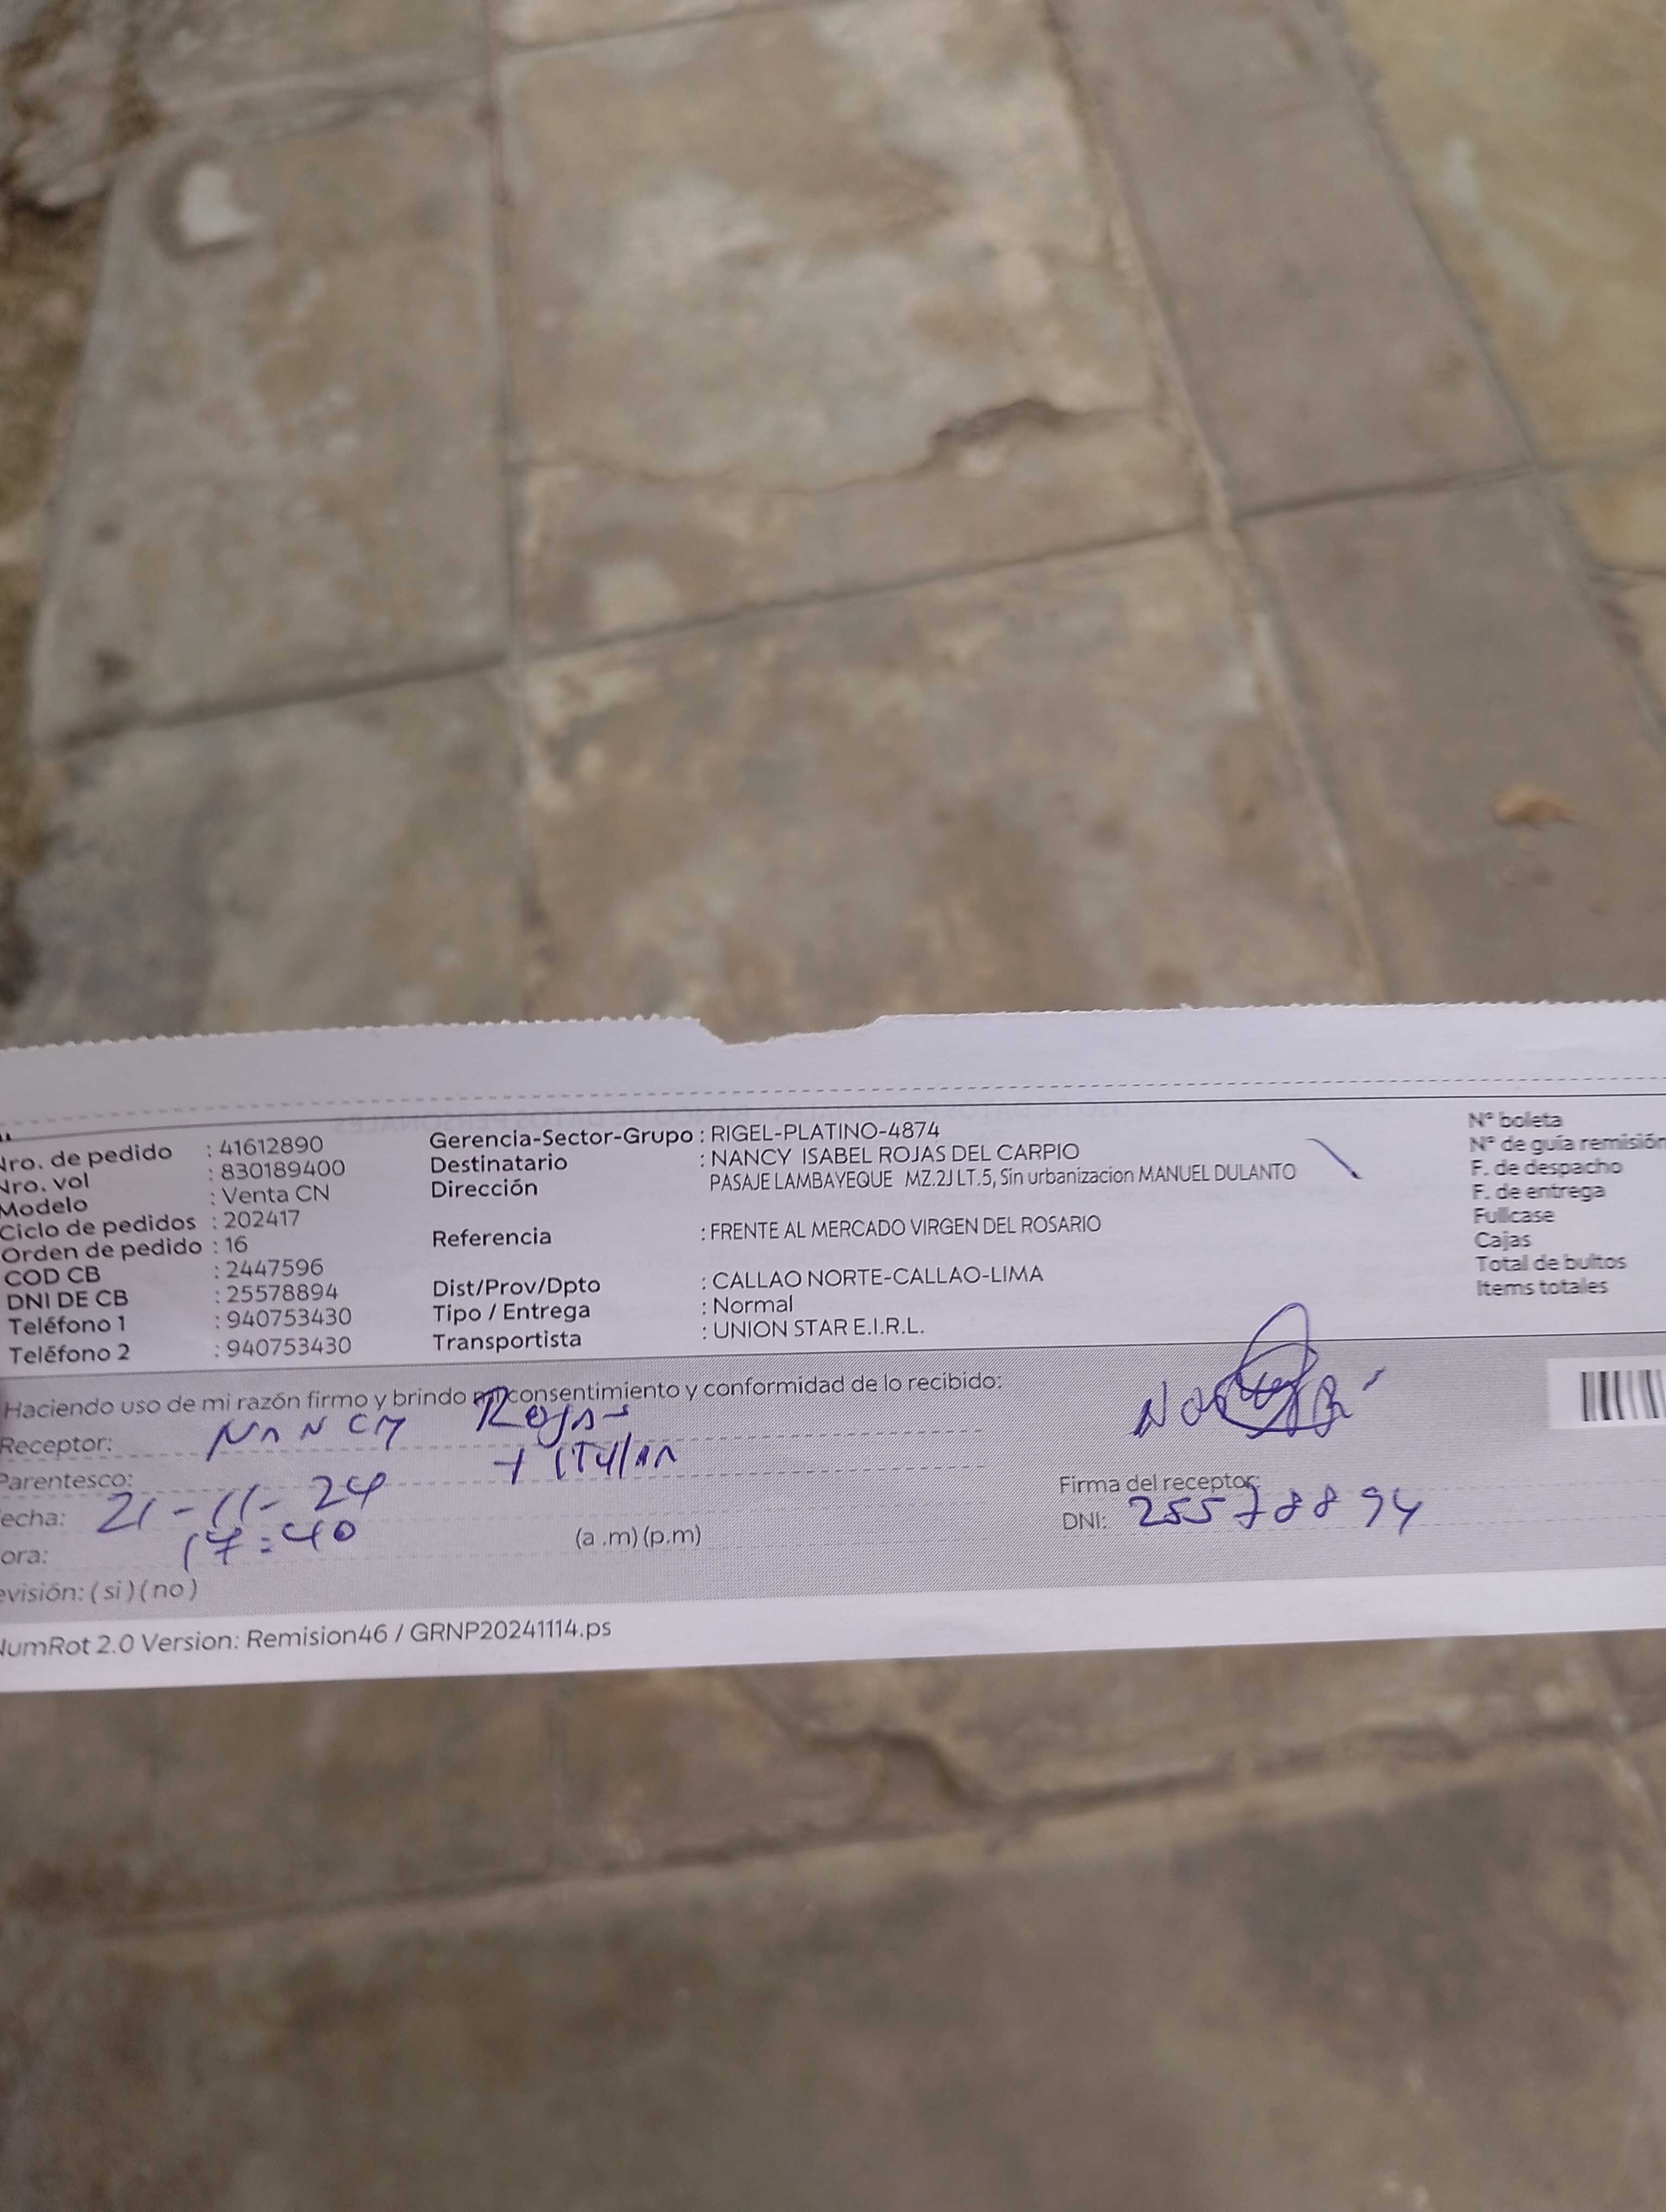 Nro. de pedido : 41612890
Nro. vol : 830189400
Modelo : Venta CN
Ciclo de pedidos : 202417
Orden de pedido : 16
COD CB : 2447596
DNI DE CB : 25578894
Teléfono 1 : 940753430
Teléfono 2 : 940753430
Gerencia-Sector-Grupo : RIGEL-PLATINO-4874
Destinatario : NANCY ISABEL ROJAS DEL CARPIO
Dirección PASAJE LAMBAYEQUE MZ.2J LT.5, Sin urbanizacion MANUEL DULANTO
Referencia : FRENTE AL MERCADO VIRGEN DEL ROSARIO
Dist/Prov/Dpto : CALLAO NORTE-CALLAO-LIMA
Tipo / Entrega : Normal
Transportista : UNION STAR E.I.R.L.
N° boleta
N° de guía remisión
F. de despacho
F. de entrega
Fullcase
Cajas
Total de bultos
Items totales
Haciendo uso de mi razón firmo y brindo mi consentimiento y conformidad de lo recibido:
Receptor: NANCY Rojas
Parentesco: titular
echa: 21-11-24
ora: 17:40 (a .m) (p.m)
evisión: ( si ) ( no )
Firma del receptor:
DNI: 25578894
NumRot 2.0 Version: Remision46 / GRNP20241114.ps